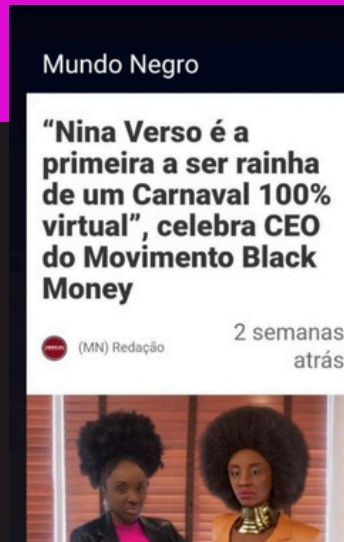 Mundo Negro
“Nina Verso é a
primeira a ser rainha
de um Carnaval 100%
virtual”, celebra CEO
do Movimento Black
Money
(MN) Redação
2 semanas
atrás